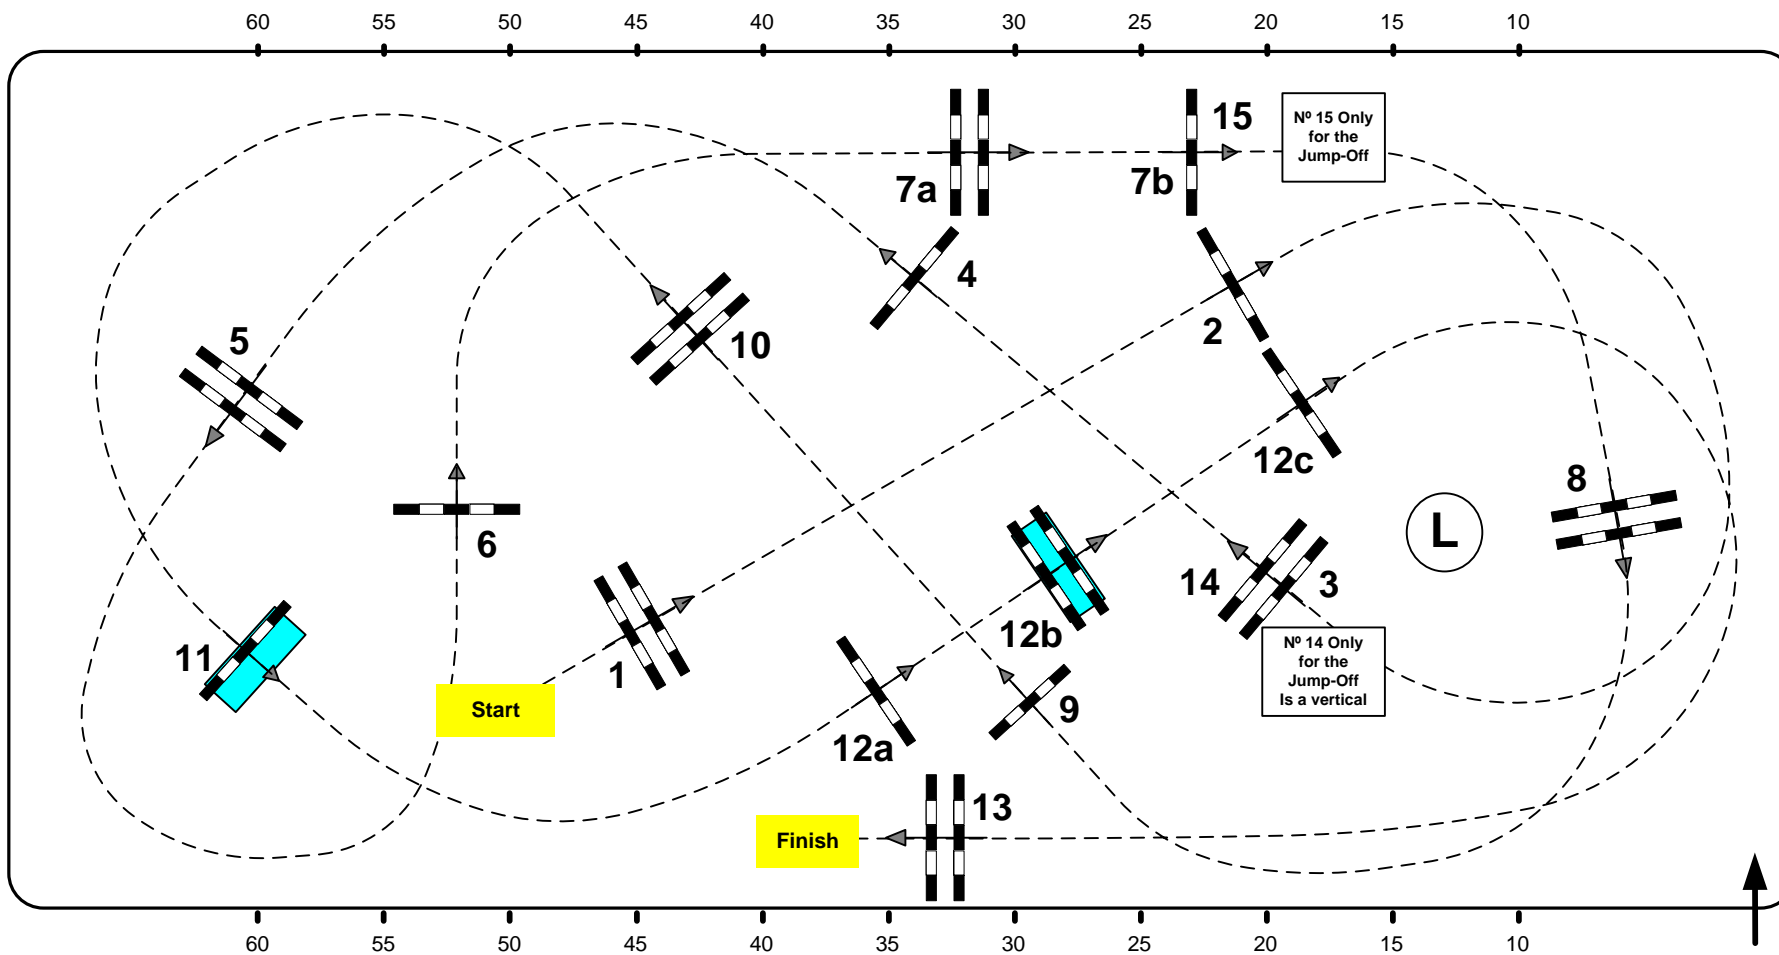 60 55 50 45 40 35 30 25 20 15 10
15
Nº 15 Only
for the
Jump-Off
7a
7b
4
2
5
10
12c
8
6
L
14
3
12b
11
1
Nº 14 Only
for the
Jump-Off
Is a vertical
Start
9
12a
13
Finish
60 55 50 45 40 35 30 25 20 15 10